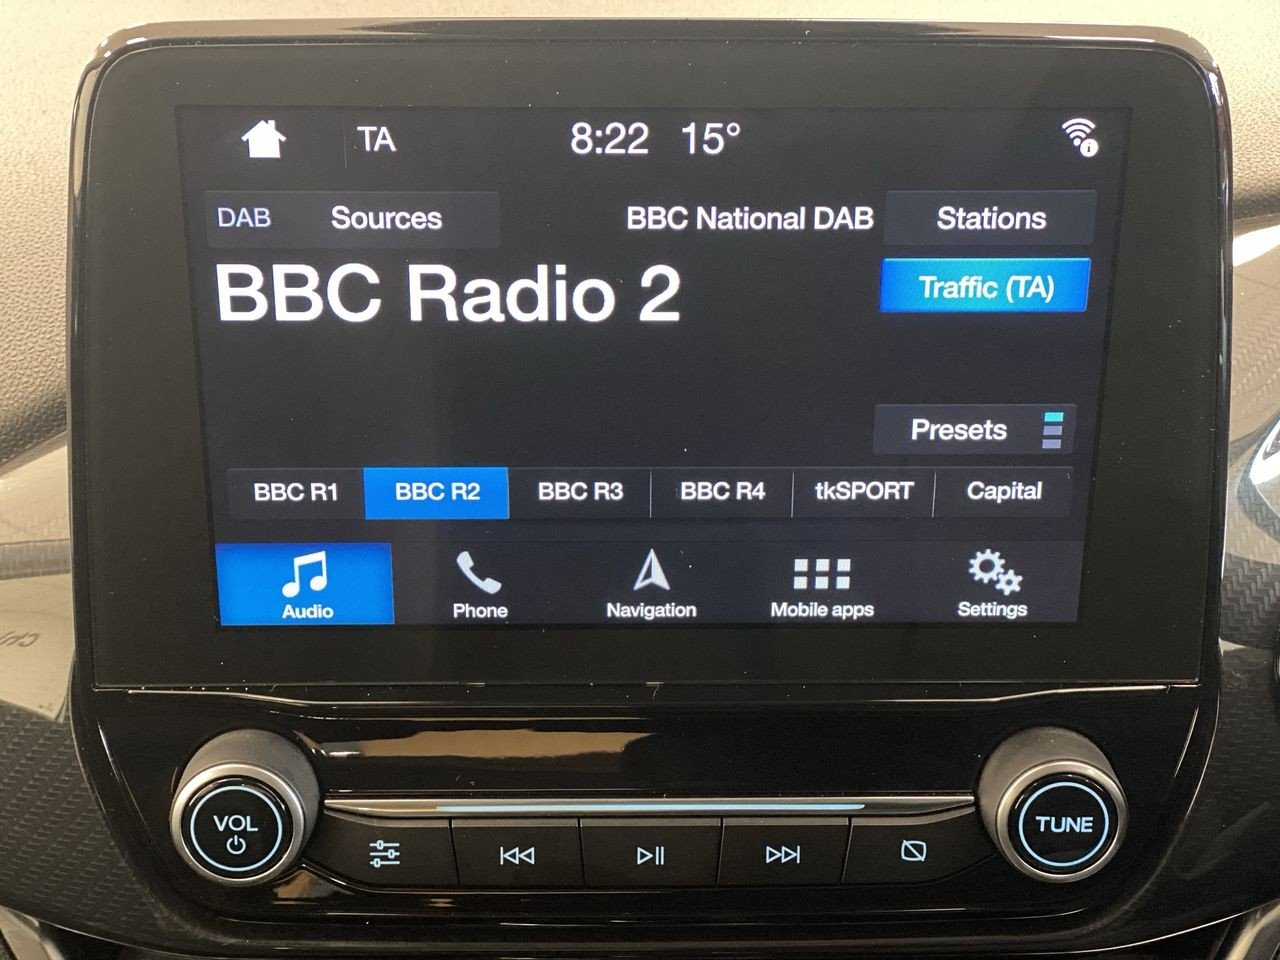 TA 8:22 15°
DAB Sources BBC National DAB Stations
BBC Radio 2 Traffic (TA)
Presets
BBC R1 BBC R2 BBC R3 BBC R4 tkSPORT Capital
Audio Phone Navigation Mobile apps Settings
VOL TUNE